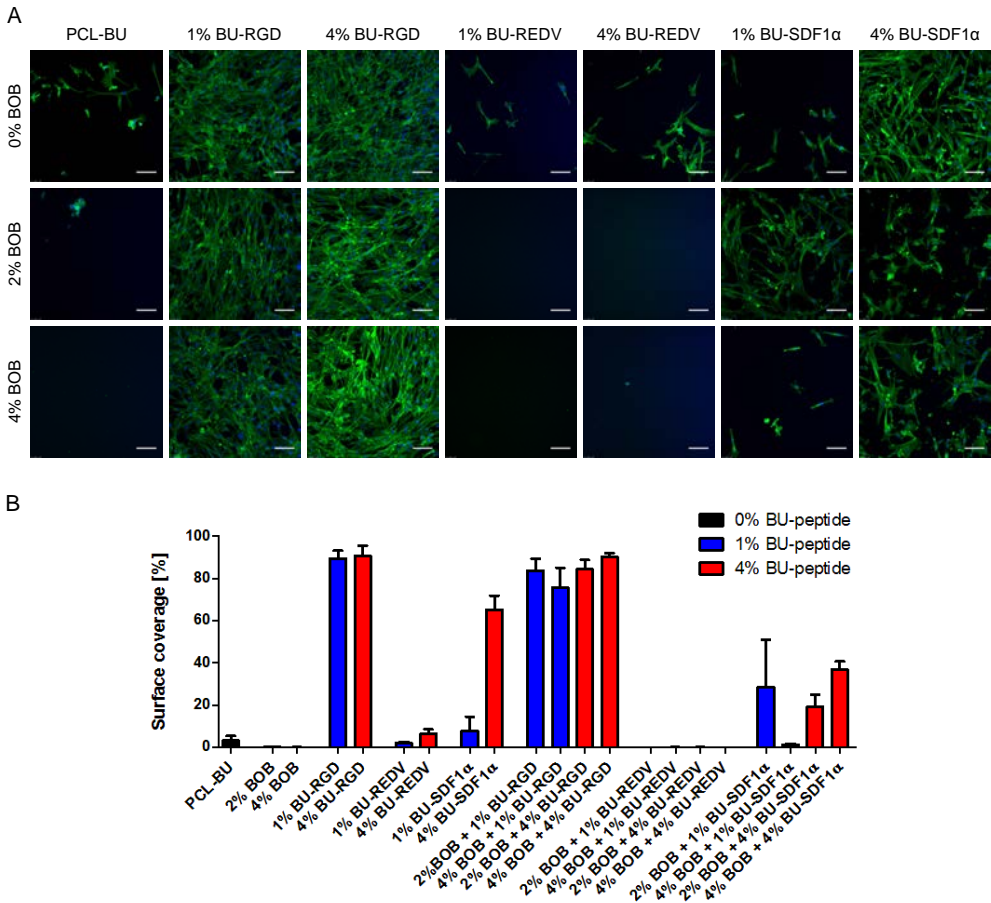 A
PCL-BU 1% BU-RGD 4% BU-RGD 1% BU-REDV 4% BU-REDV 1% BU-SDF1α 4% BU-SDF1α
0% BOB
2% BOB
4% BOB
B
0% BU-peptide
1% BU-peptide
4% BU-peptide
Surface coverage [%]
100
80
60
40
20
0
PCL-BU
2% BOB
4% BOB
1% BU-RGD
4% BU-RGD
1% BU-REDV
4% BU-REDV
1% BU-SDF1α
4% BU-SDF1α
2%BOB + 1% BU-RGD
4% BOB + 1% BU-RGD
2% BOB + 4% BU-RGD
4% BOB + 4% BU-RGD
2% BOB + 1% BU-REDV
4% BOB + 1% BU-REDV
2% BOB + 4% BU-REDV
4% BOB + 4% BU-REDV
2% BOB + 1% BU-SDF1α
4% BOB + 1% BU-SDF1α
2% BOB + 4% BU-SDF1α
4% BOB + 4% BU-SDF1α